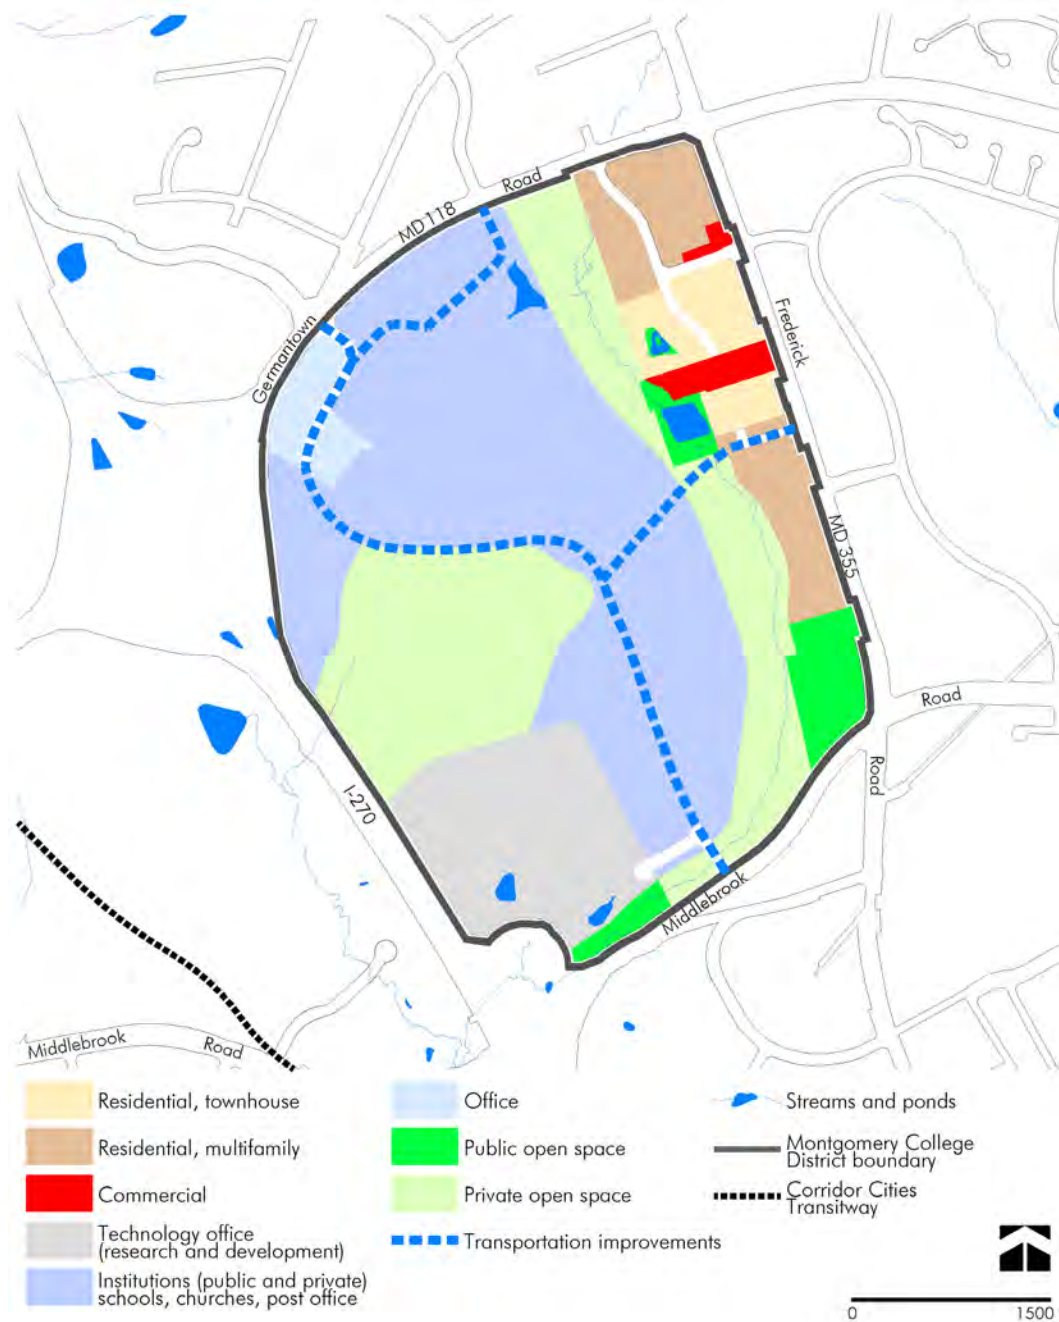 Road
MD 118
Germantown
Frederick
MD 355
Road
Road
I-270
Middlebrook
Middlebrook
Road
Residential, townhouse
Residential, multifamily
Commercial
Technology office
(research and development)
Institutions (public and private)
schools, churches, post office
Office
Public open space
Private open space
Transportation improvements
Streams and ponds
Montgomery College
District boundary
Corridor Cities
Transitway
0
1500